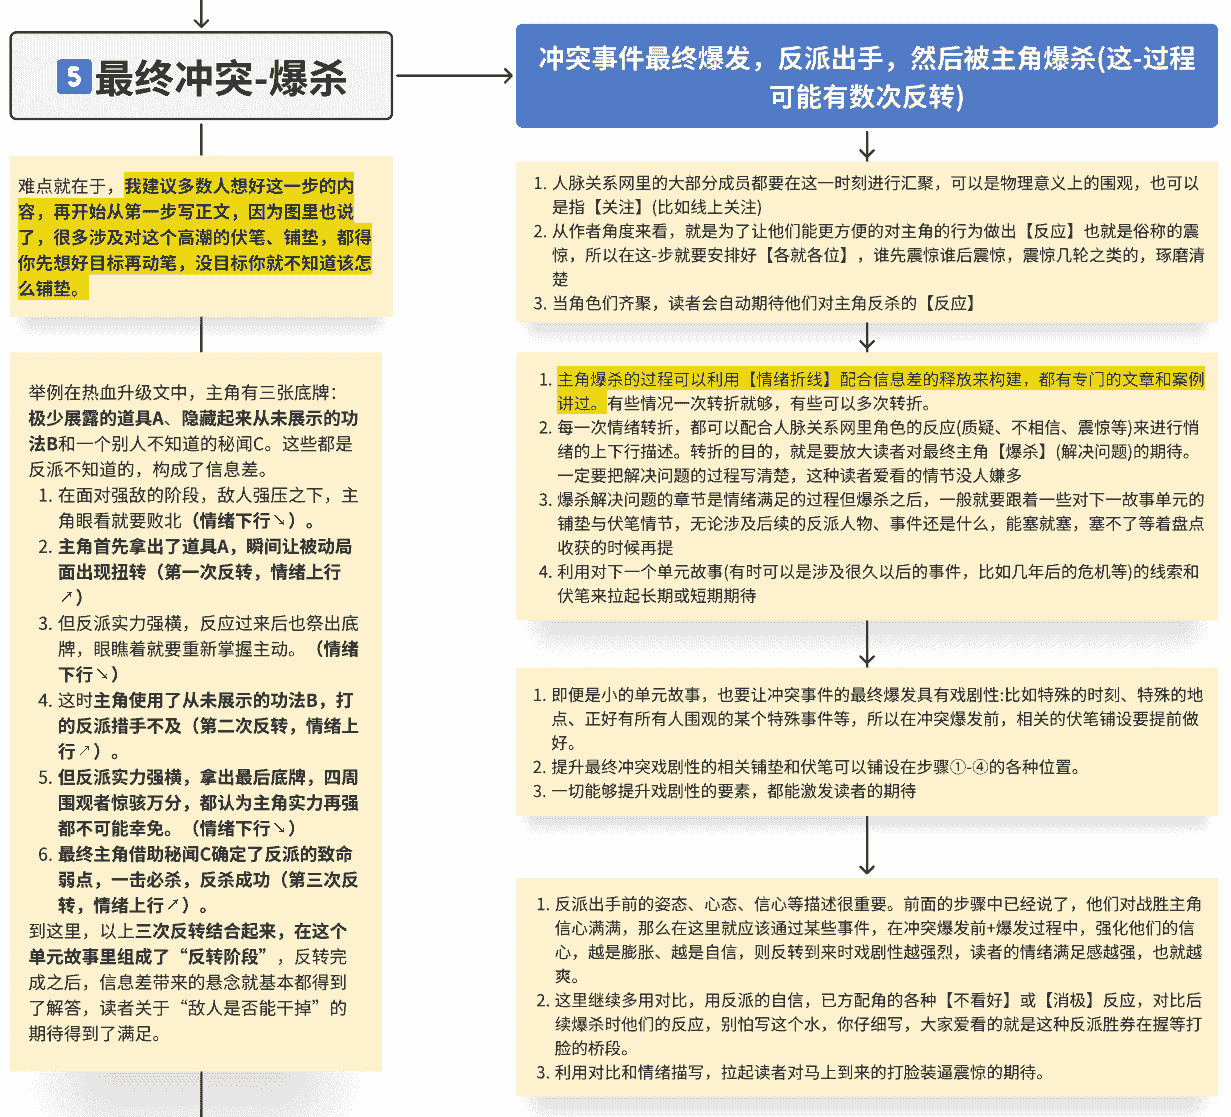 5 最终冲突-爆杀
难点就在于，我建议多数人想好这一步的内
容，再开始从第一步写正文，因为图里也说
了，很多涉及对这个高潮的伏笔、铺垫，都得
你先想好目标再动笔，没目标你就不知道该怎
么铺垫。
举例在热血升级文中，主角有三张底牌：
极少展露的道具A、隐藏起来从未展示的功
法B和一个别人不知道的秘闻C。这些都是
反派不知道的，构成了信息差。
1. 在面对强敌的阶段，敌人强压之下，主
角眼看就要败北（情绪下行↘）。
2. 主角首先拿出了道具A，瞬间让被动局
面出现扭转（第一次反转，情绪上行
↗）
3. 但反派实力强横，反应过来后也祭出底
牌，眼瞧着就要重新掌握主动。（情绪
下行↘）
4. 这时主角使用了从未展示的功法B，打
的反派措手不及（第二次反转，情绪上
行↗）。
5. 但反派实力强横，拿出最后底牌，四周
围观者惊骇万分，都认为主角实力再强
都不可能幸免。（情绪下行↘）
6. 最终主角借助秘闻C确定了反派的致命
弱点，一击必杀，反杀成功（第三次反
转，情绪上行↗）。
到这里，以上三次反转结合起来，在这个
单元故事里组成了“反转阶段”，反转完
成之后，信息差带来的悬念就基本都得到
了解答，读者关于“敌人是否能干掉”的
期待得到了满足。
冲突事件最终爆发，反派出手，然后被主角爆杀(这-过程
可能有数次反转)
1. 人脉关系网里的大部分成员都要在这一时刻进行汇聚，可以是物理意义上的围观，也可以
是指【关注】(比如线上关注)
2. 从作者角度来看，就是为了让他们能更方便的对主角的行为做出【反应】也就是俗称的震
惊，所以在这-步就要安排好【各就各位】，谁先震惊谁后震惊，震惊几轮之类的，琢磨清
楚
3. 当角色们齐聚，读者会自动期待他们对主角反杀的【反应】
1. 主角爆杀的过程可以利用【情绪折线】配合信息差的释放来构建，都有专门的文章和案例
讲过。有些情况一次转折就够，有些可以多次转折。
2. 每一次情绪转折，都可以配合人脉关系网里角色的反应(质疑、不相信、震惊等)来进行情
绪的上下行描述。转折的目的，就是要放大读者对最终主角【爆杀】(解决问题)的期待。
一定要把解决问题的过程写清楚，这种读者爱看的情节没人嫌多
3. 爆杀解决问题的章节是情绪满足的过程但爆杀之后，一般就要跟着一些对下一故事单元的
铺垫与伏笔情节，无论涉及后续的反派人物、事件还是什么，能塞就塞，塞不了等着盘点
收获的时候再提
4. 利用对下一个单元故事(有时可以是涉及很久以后的事件，比如几年后的危机等)的线索和
伏笔来拉起长期或短期期待
1. 即便是小的单元故事，也要让冲突事件的最终爆发具有戏剧性:比如特殊的时刻、特殊的地
点、正好有所有人围观的某个特殊事件等，所以在冲突爆发前，相关的伏笔铺设要提前做
好。
2. 提升最终冲突戏剧性的相关铺垫和伏笔可以铺设在步骤①-④的各种位置。
3. 一切能够提升戏剧性的要素，都能激发读者的期待
1. 反派出手前的姿态、心态、信心等描述很重要。前面的步骤中已经说了，他们对战胜主角
信心满满，那么在这里就应该通过某些事件，在冲突爆发前+爆发过程中，强化他们的信
心，越是膨胀、越是自信，则反转到来时戏剧性越强烈，读者的情绪满足感越强，也就越
爽。
2. 这里继续多用对比，用反派的自信，已方配角的各种【不看好】或【消极】反应，对比后
续爆杀时他们的反应，别怕写这个水，你仔细写，大家爱看的就是这种反派胜券在握等打
脸的桥段。
3. 利用对比和情绪描写，拉起读者对马上到来的打脸装逼震惊的期待。